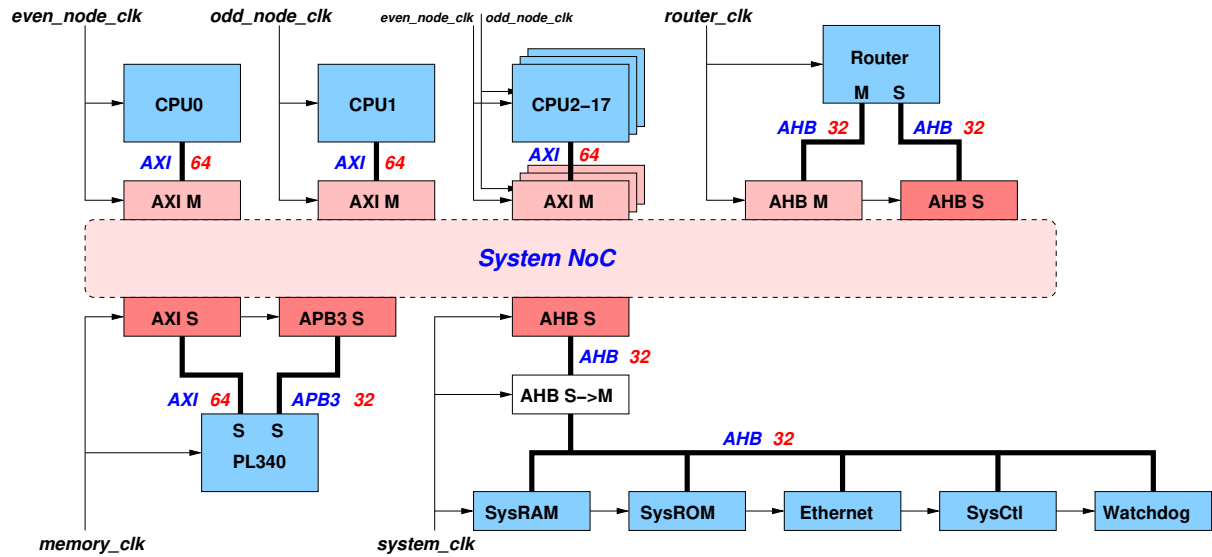 even_node_clk odd_node_clk even_node_clk odd_node_clk router_clk
Router
M S
CPU0 CPU1 CPU2-17
AHB 32 AHB 32
AXI 64 AXI 64 AXI 64
AXI M AXI M AXI M AHB M AHB S
System NoC
AXI S APB3 S AHB S
AHB 32
AHB S->M
AXI 64 APB3 32
S S
AHB 32
PL340
SysRAM SysROM Ethernet SysCtl Watchdog
memory_clk system_clk